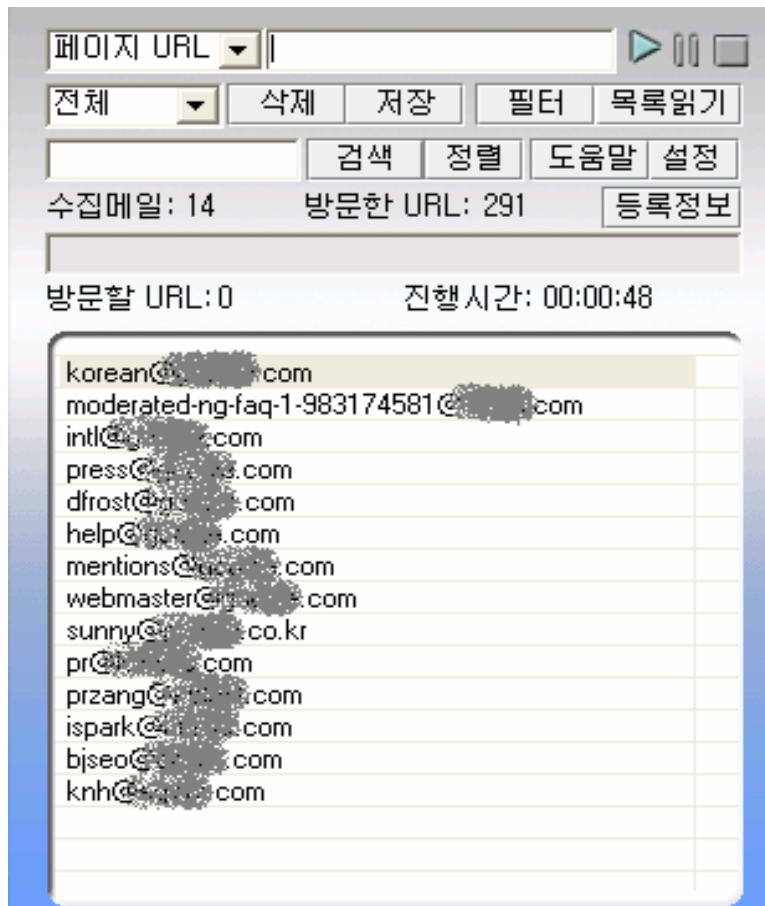 페이지 URL
전체 삭제 저장 필터 목록읽기
검색 정렬 도움말 설정
수집메일: 14 방문한 URL: 291 등록정보
방문할 URL: 0 진행시간: 00:00:48
korean@ com
moderated-ng-faq-1-983174581@ .com
intl@ .com
press@ .com
dfrost@ .com
help@ .com
mentions@ .com
webmaster@ .com
sunny@ co.kr
pr@ .com
przang@ .com
ispark@ .com
bjseo@ .com
knh@ .com